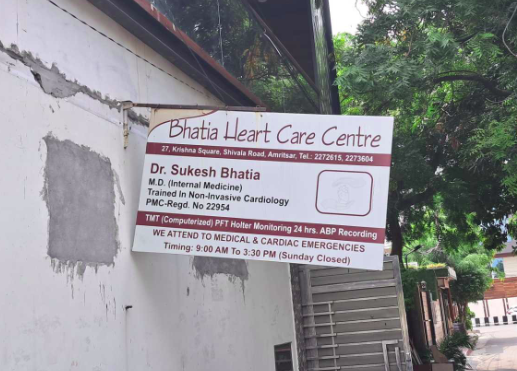 Bhatia Heart Care Centre
27, Krishna Square, Shivala Road, Amritsar, Tel.: 2272615, 2273604
Dr. Sukesh Bhatia
M.D. (Internal Medicine)
Trained In Non-Invasive Cardiology
PMC-Regd. No 22954
TMT (Computerized) PFT Holter Monitoring 24 hrs. ABP Recording
WE ATTEND TO MEDICAL & CARDIAC EMERGENCIES
Timing: 9:00 AM To 3:30 PM (Sunday Closed)